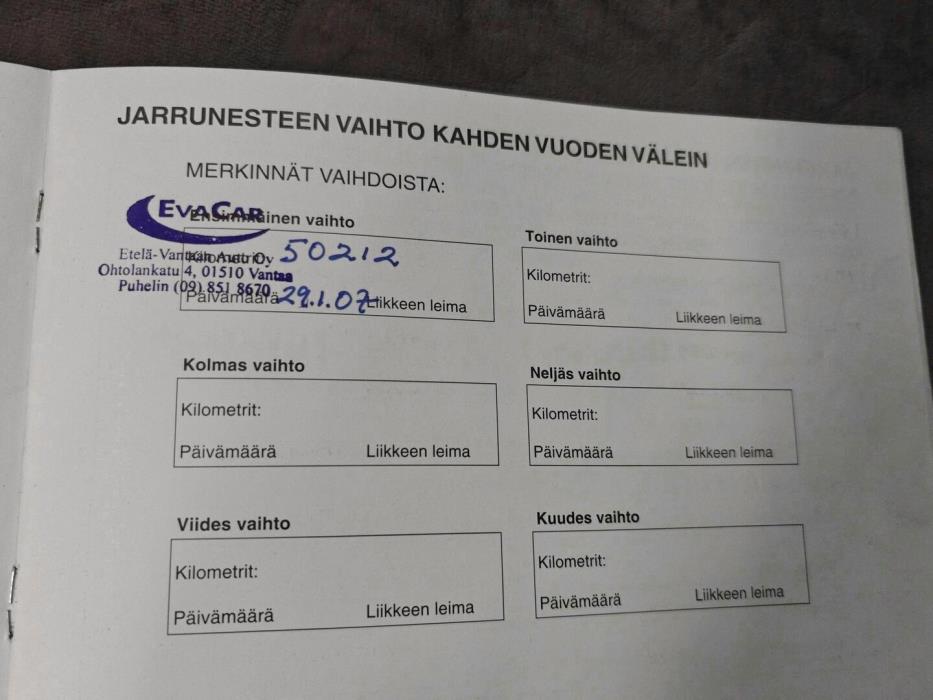 JARRUNESTEEN VAIHTO KAHDEN VUODEN VÄLEIN
MERKINNÄT VAIHDOISTA:
EVACAR
Ensimmäinen vaihto
Etelä-Vantaan Auto Oy
Ohtolankatu 4, 01510 Vantaa
Puhelin (09) 851 8670
Kilometrit: 50212
Päivämäärä 29.1.07 Liikkeen leima
Toinen vaihto
Kilometrit:
Päivämäärä Liikkeen leima
Kolmas vaihto
Kilometrit:
Päivämäärä Liikkeen leima
Neljäs vaihto
Kilometrit:
Päivämäärä Liikkeen leima
Viides vaihto
Kilometrit:
Päivämäärä Liikkeen leima
Kuudes vaihto
Kilometrit:
Päivämäärä Liikkeen leima